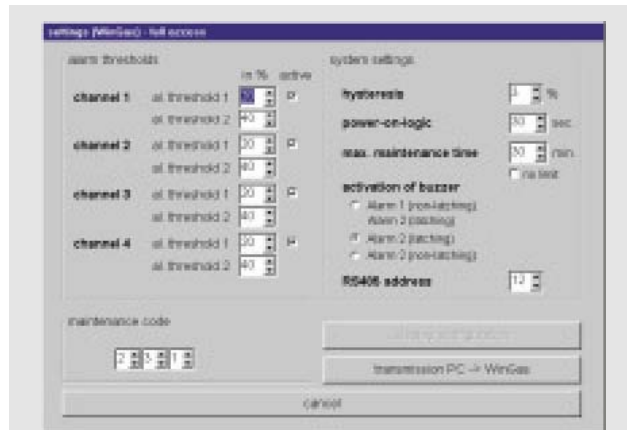 settings (WinGas) - full access
alarm thresholds
in % active
channel 1 al. threshold 1 20
al. threshold 2 40
channel 2 al. threshold 1 20
al. threshold 2 40
channel 3 al. threshold 1 20
al. threshold 2 40
channel 4 al. threshold 1 20
al. threshold 2 40
system settings
hysteresis 3 %
power-on-logic 30 sec.
max. maintenance time 30 min.
no limit
activation of buzzer
Alarm 1 (non-latching)
Alarm 2 (latching)
Alarm 2 (latching)
Alarm 2 (non-latching)
RS485 address 12
maintenance code
2 3 1
transmission PC -> WinGas
cancel